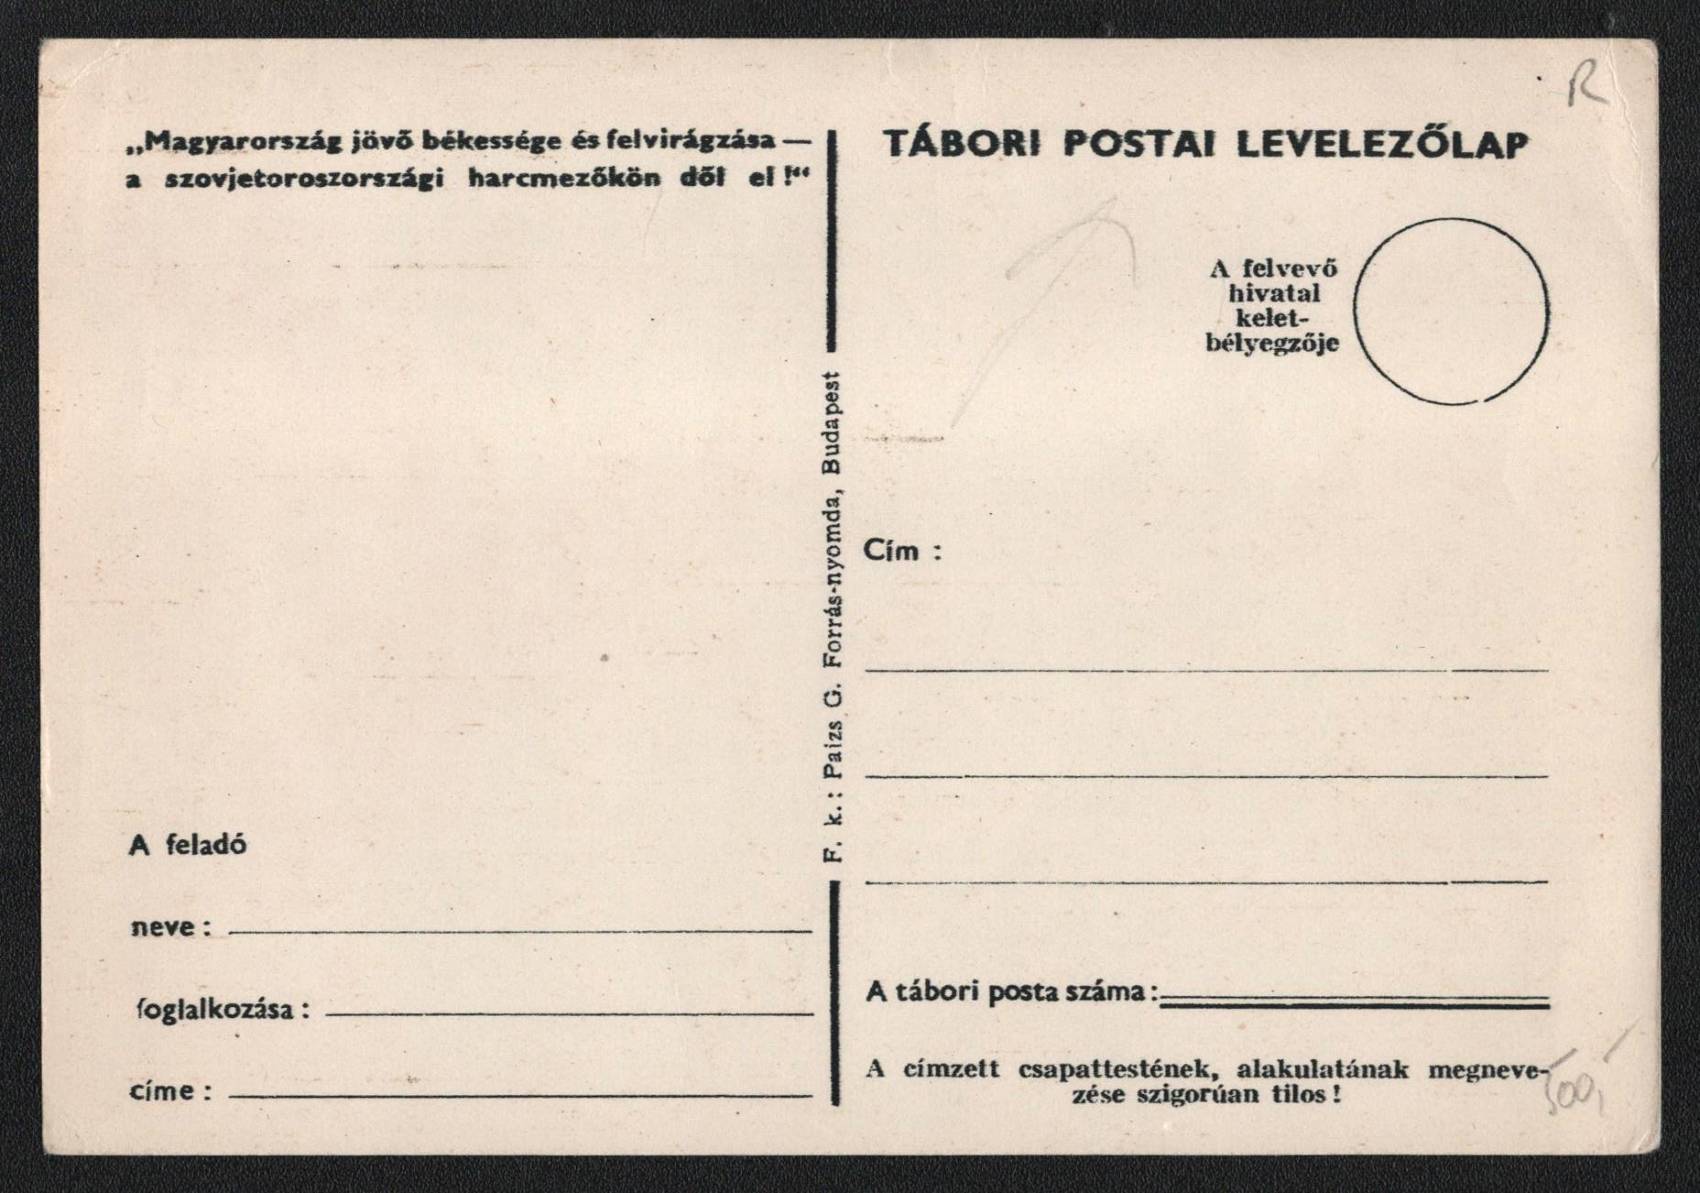 „Magyarország jövő békessége és felvirágzása —
a szovjetoroszországi harcmezőkön dől el!“
A feladó
neve :
foglalkozása :
címe :
F. k.: Paizs G. Forrás-nyomda, Budapest
TÁBORI POSTAI LEVELEZŐLAP
R
A felvevő
hivatal
kelet-
bélyegzője
Cím :
A tábori posta száma :
A címzett csapattestének, alakulatának megneve-
zése szigorúan tilos !